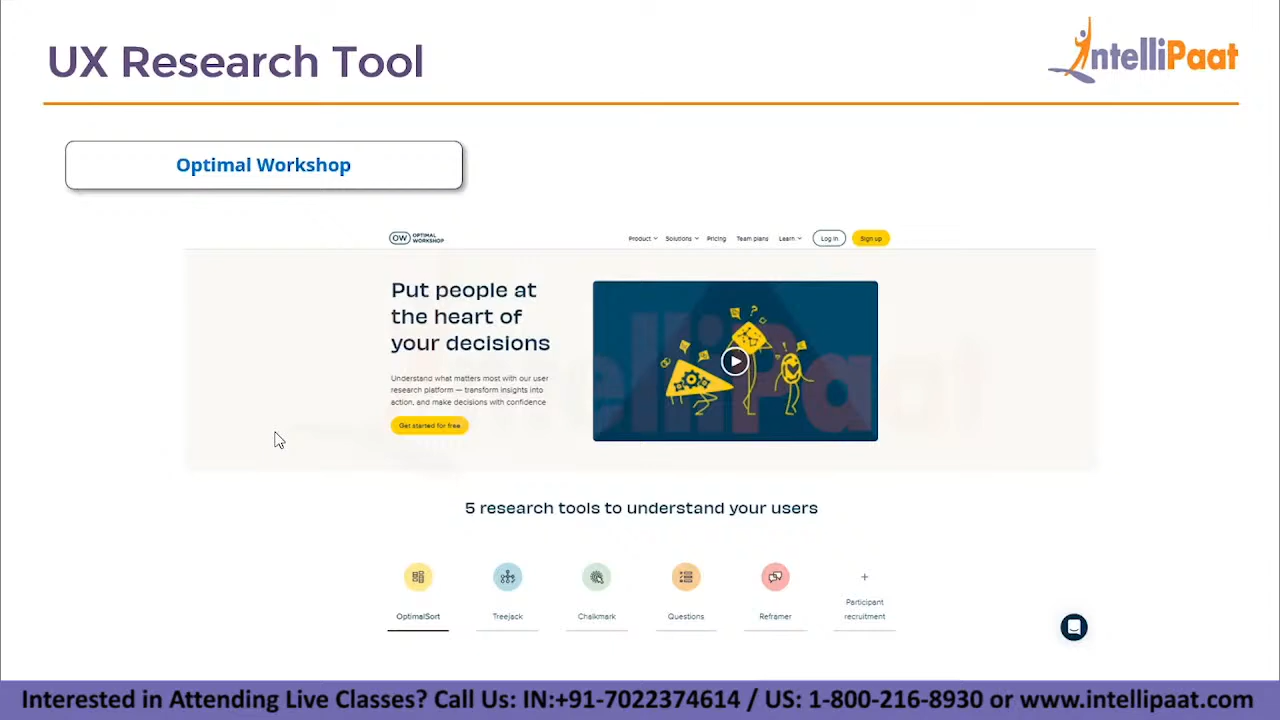 UX Research Tool
IntelliPaat
Optimal Workshop
OW OPTIMAL WORKSHOP
Product Solutions Pricing Team plans Learn Log in Sign up
Put people at
the heart of
your decisions
Understand what matters most with our user
research platform — transform insights into
action, and make decisions with confidence
Get started for free
IntelliPaat
5 research tools to understand your users
OptimalSort
Treejack
Chalkmark
Questions
Reframer
+
Participant
recruitment
Interested in Attending Live Classes? Call Us: IN:+91-7022374614 / US: 1-800-216-8930 or www.intellipaat.com